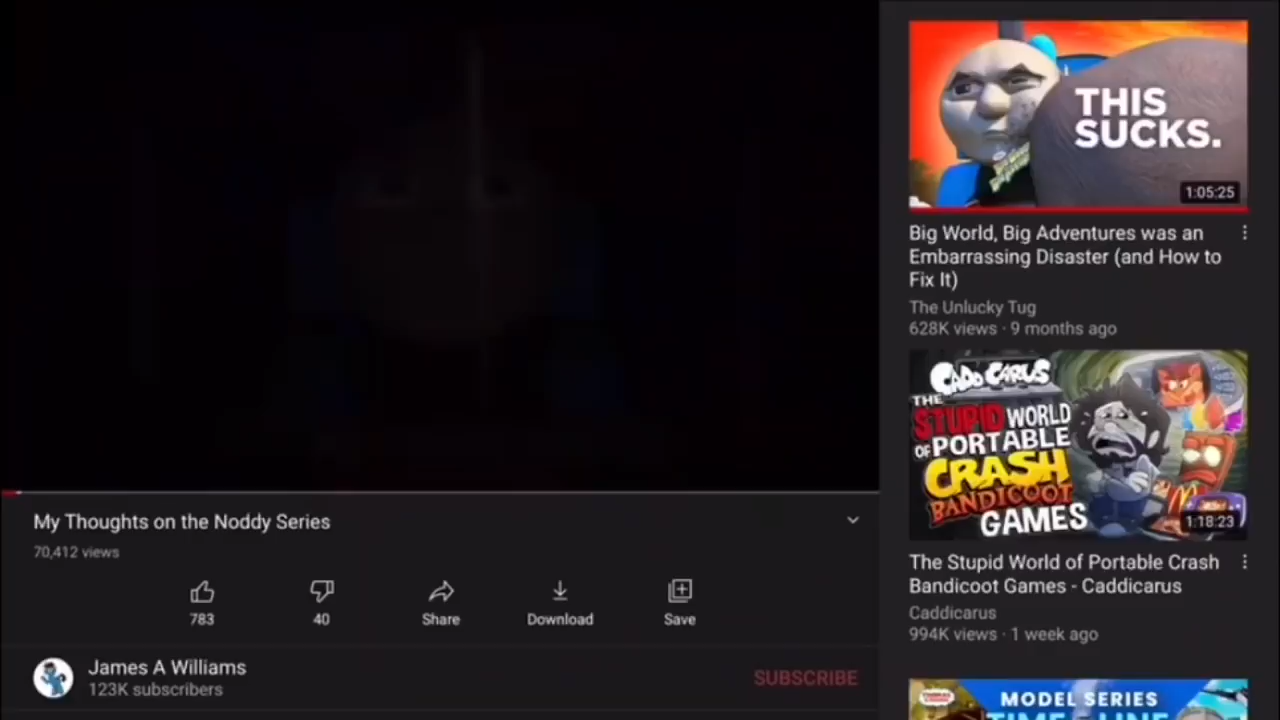 My Thoughts on the Noddy Series
70,412 views
783
40
Share
Download
Save
James A Williams
123K subscribers
SUBSCRIBE
THIS
SUCKS.
1:05:25
Big World, Big Adventures was an
Embarrassing Disaster (and How to
Fix It)
The Unlucky Tug
628K views · 9 months ago
CADDICARUS
THE
STUPID WORLD
OF PORTABLE
CRASH
BANDICOOT
GAMES
1:18:23
The Stupid World of Portable Crash
Bandicoot Games - Caddicarus
Caddicarus
994K views · 1 week ago
THOMAS
MODEL SERIES